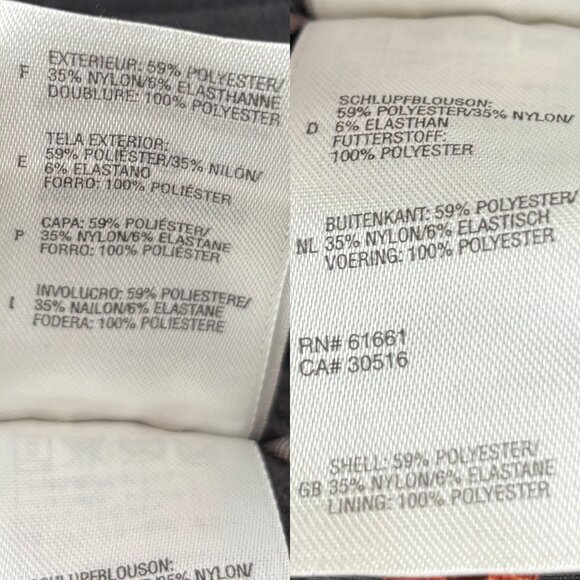 F
EXTERIEUR: 59% POLYESTER/
35% NYLON/6% ELASTHANNE
DOUBLURE: 100% POLYESTER
E
TELA EXTERIOR:
59% POLIÉSTER/35% NILÓN/
6% ELASTANO
FORRO: 100% POLIÉSTER
P
CAPA: 59% POLIÉSTER/
35% NYLON/6% ELASTANE
FORRO: 100% POLIÉSTER
I
INVOLUCRO: 59% POLIESTERE/
35% NAILON/6% ELASTANE
FODERA: 100% POLIESTERE
SCHLUPFBLOUSON:
D
SCHLUPFBLOUSON:
59% POLYESTER/35% NYLON/
6% ELASTHAN
FUTTERSTOFF:
100% POLYESTER
BUITENKANT: 59% POLYESTER/
NL 35% NYLON/6% ELASTISCH
VOERING: 100% POLYESTER
RN# 61661
CA# 30516
SHELL: 59% POLYESTER/
GB 35% NYLON/6% ELASTANE
LINING: 100% POLYESTER